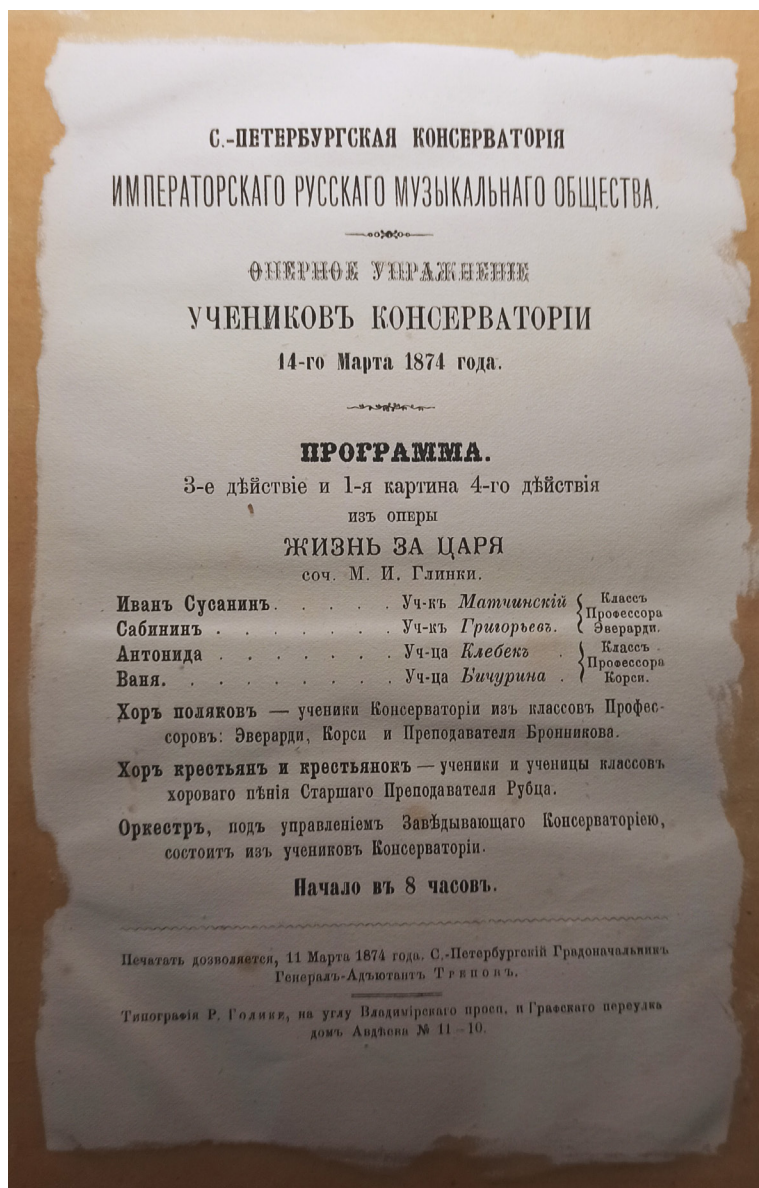 С.-ПЕТЕРБУРГСКАЯ КОНСЕРВАТОРІЯ
ИМПЕРАТОРСКАГО РУССКАГО МУЗЫКАЛЬНАГО ОБЩЕСТВА.
ОПЕРНОЕ УПРАЖНЕНІЕ
УЧЕНИКОВЪ КОНСЕРВАТОРІИ
14-го Марта 1874 года.
ПРОГРАММА.
3-е дѣйствіе и 1-я картина 4-го дѣйствія
изъ оперы
ЖИЗНЬ ЗА ЦАРЯ
соч. М. И. Глинки.
Иванъ Сусанинъ. . . . . Уч-къ Матчинскій { Классъ
Сабининъ . . . . . . . Уч-къ Григорьевъ. Профессора
Эверарди.
Антонида . . . . . . . Уч-ца Клебекъ . { Классъ
Ваня. . . . . . . . . Уч-ца Бичурина . Профессора
Корси.
Хоръ поляковъ — ученики Консерваторіи изъ классовъ Профес-
соровъ: Эверарди, Корси и Преподавателя Бронникова.
Хоръ крестьянъ и крестьянокъ — ученики и ученицы классовъ
хороваго пѣнія Старшаго Преподавателя Рубца.
Оркестръ, подъ управленіемъ Завѣдывающаго Консерваторіею,
состоитъ изъ учениковъ Консерваторіи.
Начало въ 8 часовъ.
Печатать дозволяется, 11 Марта 1874 года. С.-Петербургскій Градоначальникъ
Генералъ-Адъютантъ Треповъ.
Типографія Р. Голике, на углу Владимірскаго просп. и Графскаго переулка
домъ Авдѣева № 11—10.